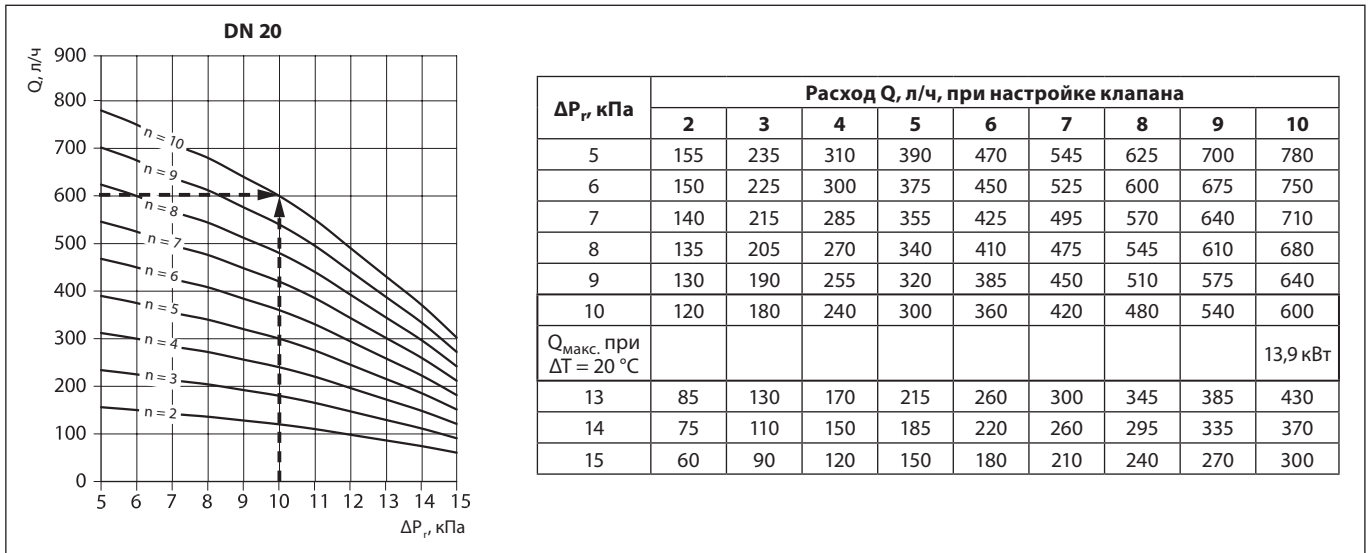 DN 20
Q, л/ч
900
800
700
600
500
400
300
200
100
0
n = 10
n = 9
n = 8
n = 7
n = 6
n = 5
n = 4
n = 3
n = 2
5 6 7 8 9 10 11 12 13 14 15
ΔPr, кПа
ΔPr, кПа Расход Q, л/ч, при настройке клапана
2 3 4 5 6 7 8 9 10
5 155 235 310 390 470 545 625 700 780
6 150 225 300 375 450 525 600 675 750
7 140 215 285 355 425 495 570 640 710
8 135 205 270 340 410 475 545 610 680
9 130 190 255 320 385 450 510 575 640
10 120 180 240 300 360 420 480 540 600
Qмакс. при
ΔT = 20 °C 13,9 кВт
13 85 130 170 215 260 300 345 385 430
14 75 110 150 185 220 260 295 335 370
15 60 90 120 150 180 210 240 270 300